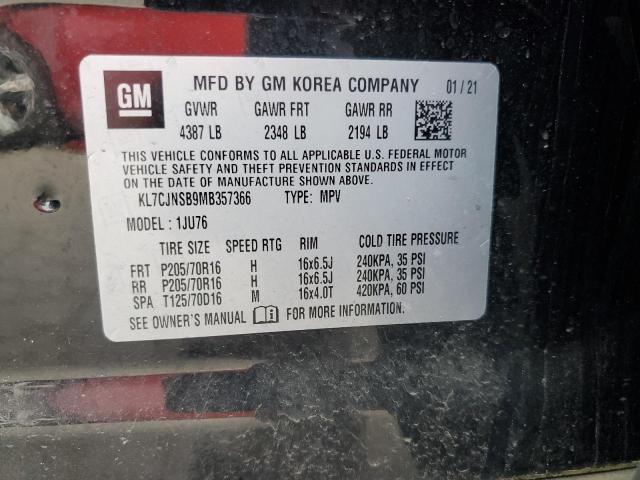 GM
MFD BY GM KOREA COMPANY 01/21
GVWR GAWR FRT GAWR RR
4387 LB 2348 LB 2194 LB
THIS VEHICLE CONFORMS TO ALL APPLICABLE U.S. FEDERAL MOTOR
VEHICLE SAFETY AND THEFT PREVENTION STANDARDS IN EFFECT
ON THE DATE OF MANUFACTURE SHOWN ABOVE.
KL7CJNSB9MB357366 TYPE: MPV
MODEL : 1JU76
TIRE SIZE SPEED RTG RIM COLD TIRE PRESSURE
FRT P205/70R16 H 16x6.5J 240KPA, 35 PSI
RR P205/70R16 H 16x6.5J 240KPA, 35 PSI
SPA T125/70D16 M 16x4.0T 420KPA, 60 PSI
SEE OWNER'S MANUAL FOR MORE INFORMATION.